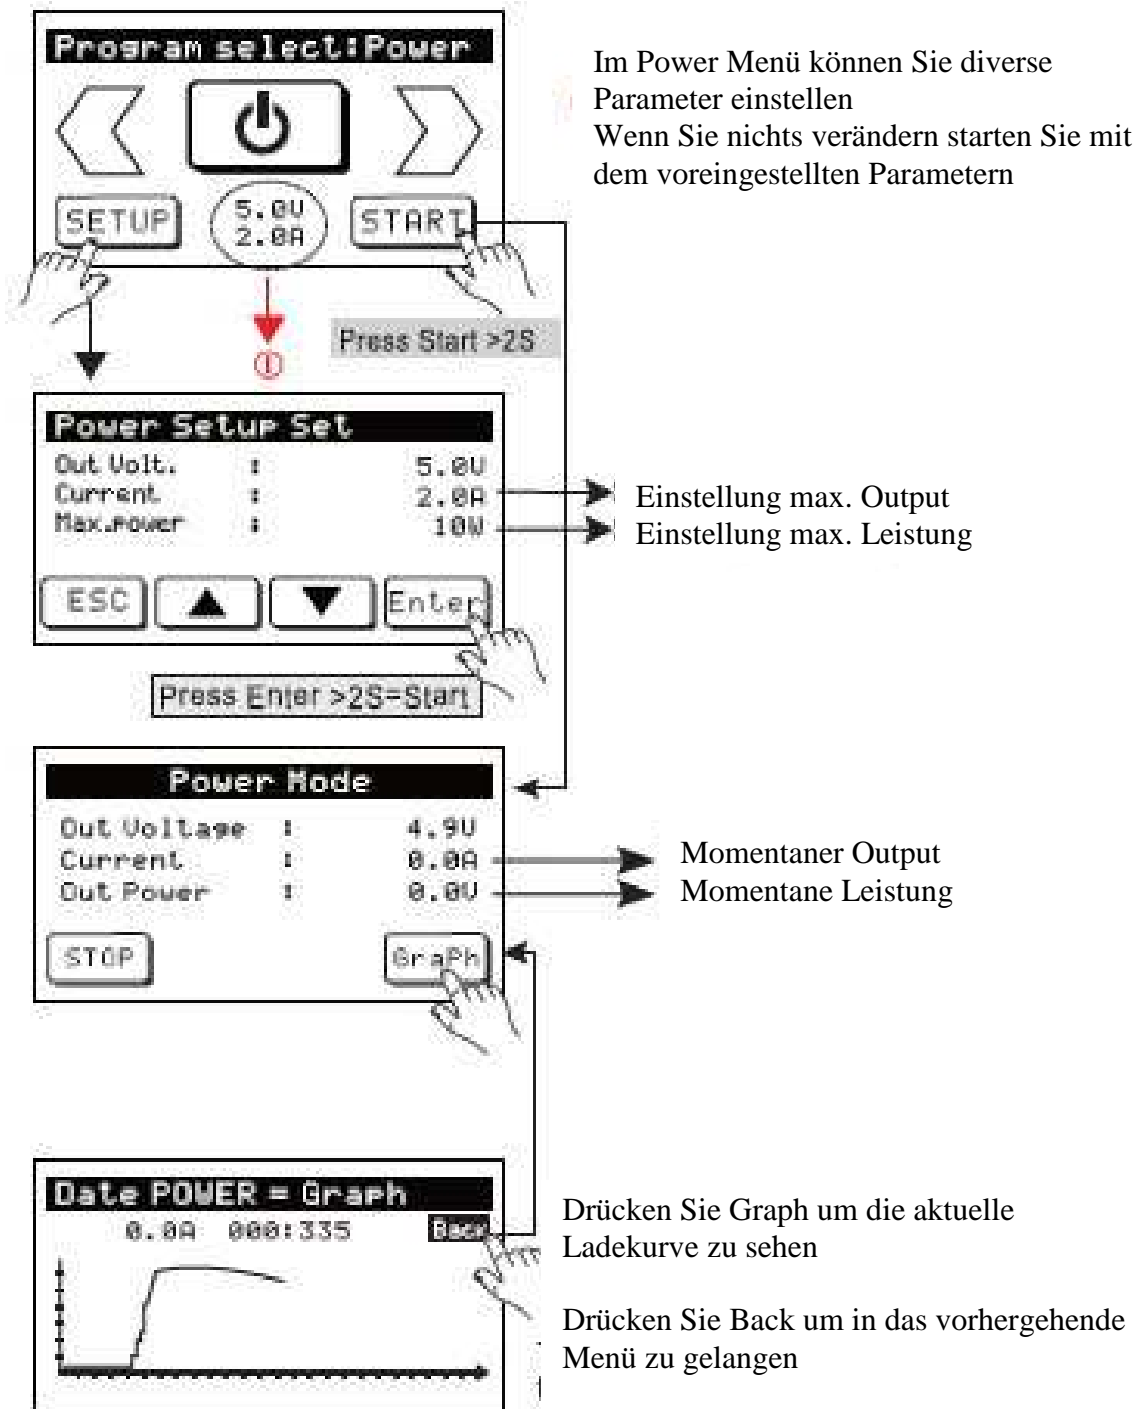 Program select:Power
Im Power Menü können Sie diverse
Parameter einstellen
Wenn Sie nichts verändern starten Sie mit
dem voreingestellten Parametern
SETUP
5.0V
2.0A
START
Press Start >2S
①
Power Setup Set
Out Volt. : 5.0V
Current : 2.0A
Max.power : 10W
Einstellung max. Output
Einstellung max. Leistung
ESC
Enter
Press Enter >2S=Start
Power Mode
Out Voltage : 4.9V
Current : 0.0A
Out Power : 0.0V
Momentaner Output
Momentane Leistung
STOP
GraPh
Date POWER = Graph
0.0A 000:335 Back
Drücken Sie Graph um die aktuelle
Ladekurve zu sehen
Drücken Sie Back um in das vorhergehende
Menü zu gelangen